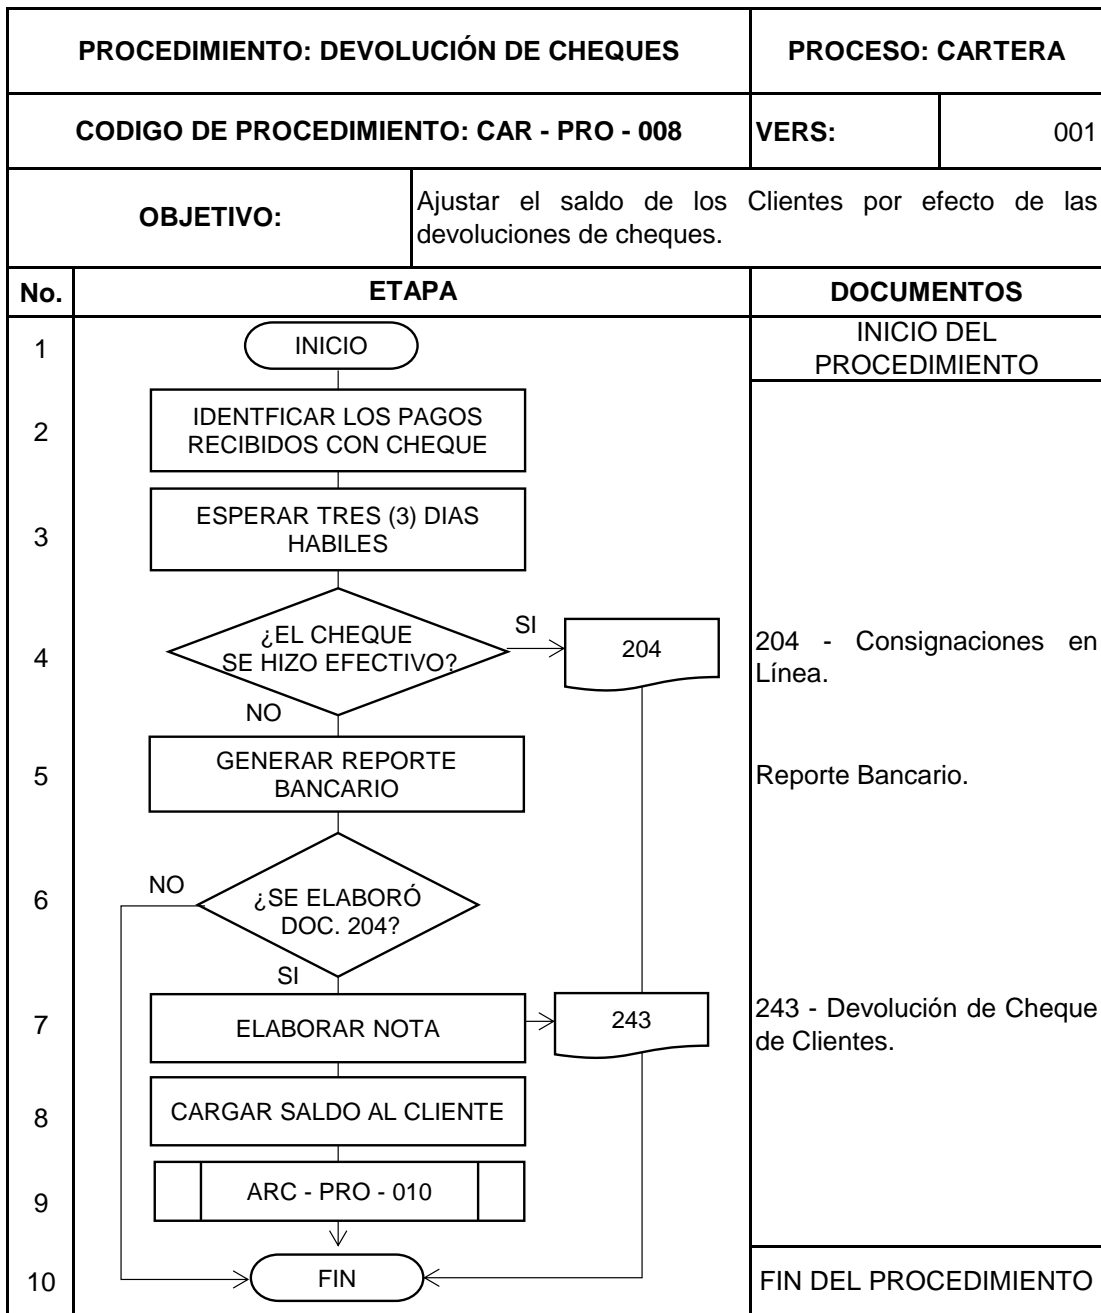 PROCEDIMIENTO: DEVOLUCIÓN DE CHEQUES
PROCESO: CARTERA
CODIGO DE PROCEDIMIENTO: CAR - PRO - 008
VERS:
001
OBJETIVO:
Ajustar el saldo de los Clientes por efecto de las
devoluciones de cheques.
No.
ETAPA
DOCUMENTOS
1
INICIO
INICIO DEL
PROCEDIMIENTO
2
IDENTFICAR LOS PAGOS
RECIBIDOS CON CHEQUE
3
ESPERAR TRES (3) DIAS
HABILES
4
¿EL CHEQUE
SE HIZO EFECTIVO?
SI
204
204 - Consignaciones en
Línea.
NO
5
GENERAR REPORTE
BANCARIO
Reporte Bancario.
6
NO
¿SE ELABORÓ
DOC. 204?
SI
7
ELABORAR NOTA
243
243 - Devolución de Cheque
de Clientes.
8
CARGAR SALDO AL CLIENTE
9
ARC - PRO - 010
10
FIN
FIN DEL PROCEDIMIENTO